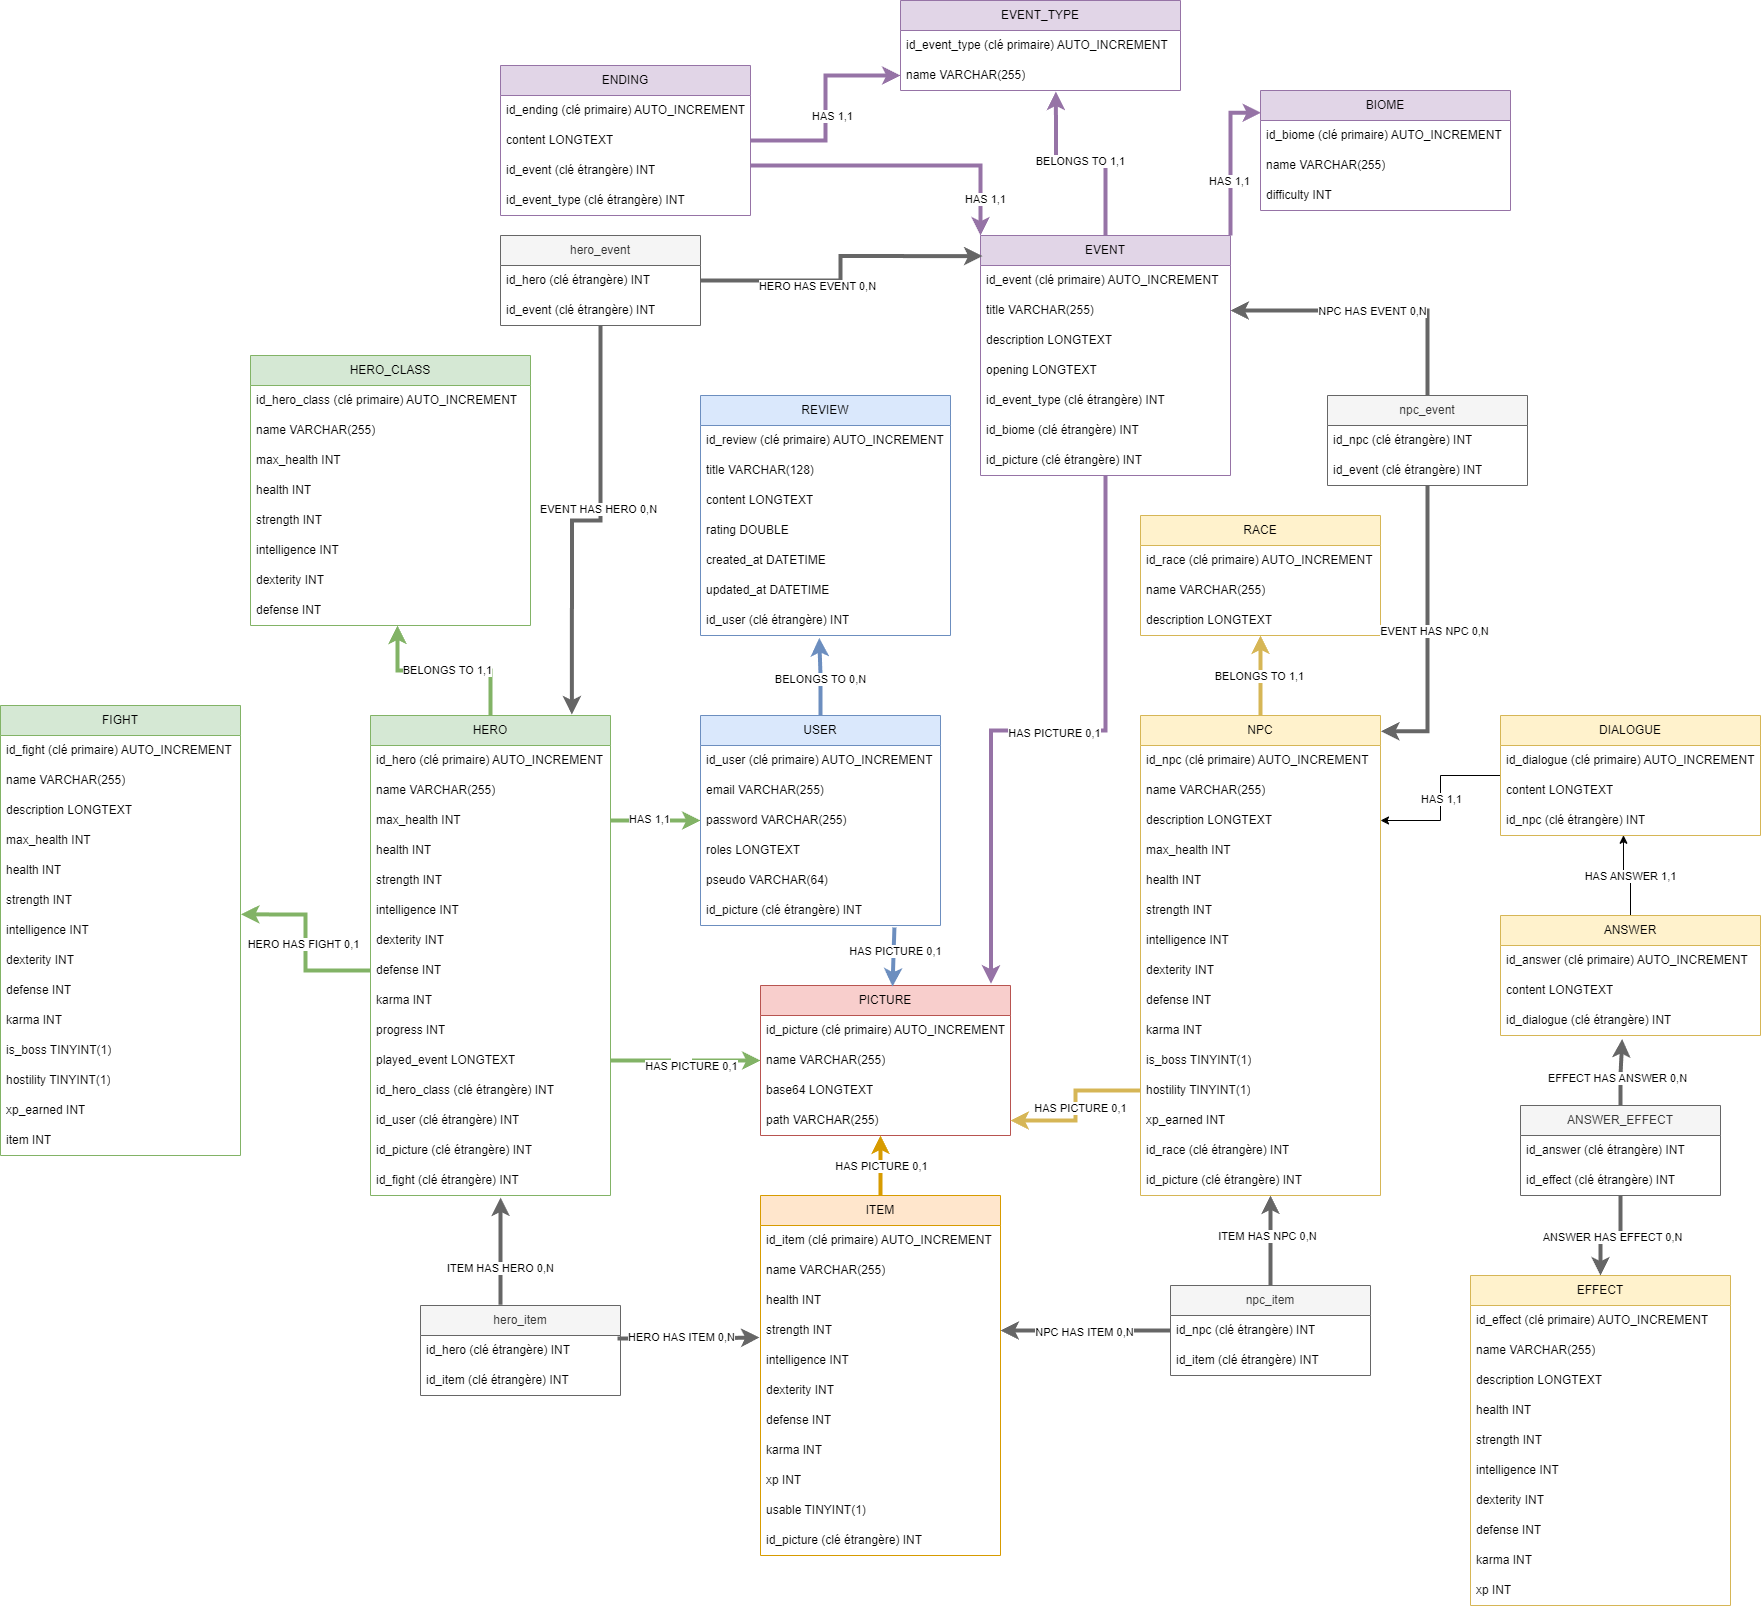 EVENT_TYPE
id_event_type (clé primaire) AUTO_INCREMENT
name VARCHAR(255)
ENDING
id_ending (clé primaire) AUTO_INCREMENT
content LONGTEXT
id_event (clé étrangère) INT
id_event_type (clé étrangère) INT
HAS 1,1
HAS 1,1
BELONGS TO 1,1
HAS 1,1
BIOME
id_biome (clé primaire) AUTO_INCREMENT
name VARCHAR(255)
difficulty INT
hero_event
id_hero (clé étrangère) INT
id_event (clé étrangère) INT
HERO HAS EVENT 0,N
EVENT
id_event (clé primaire) AUTO_INCREMENT
title VARCHAR(255)
description LONGTEXT
opening LONGTEXT
id_event_type (clé étrangère) INT
id_biome (clé étrangère) INT
id_picture (clé étrangère) INT
NPC HAS EVENT 0,N
npc_event
id_npc (clé étrangère) INT
id_event (clé étrangère) INT
HERO_CLASS
id_hero_class (clé primaire) AUTO_INCREMENT
name VARCHAR(255)
max_health INT
health INT
strength INT
intelligence INT
dexterity INT
defense INT
EVENT HAS HERO 0,N
REVIEW
id_review (clé primaire) AUTO_INCREMENT
title VARCHAR(128)
content LONGTEXT
rating DOUBLE
created_at DATETIME
updated_at DATETIME
id_user (clé étrangère) INT
RACE
id_race (clé primaire) AUTO_INCREMENT
name VARCHAR(255)
description LONGTEXT
EVENT HAS NPC 0,N
BELONGS TO 1,1
BELONGS TO 0,N
BELONGS TO 1,1
FIGHT
id_fight (clé primaire) AUTO_INCREMENT
name VARCHAR(255)
description LONGTEXT
max_health INT
health INT
strength INT
intelligence INT
dexterity INT
defense INT
karma INT
is_boss TINYINT(1)
hostility TINYINT(1)
xp_earned INT
item INT
HERO HAS FIGHT 0,1
HERO
id_hero (clé primaire) AUTO_INCREMENT
name VARCHAR(255)
max_health INT
health INT
strength INT
intelligence INT
dexterity INT
defense INT
karma INT
progress INT
played_event LONGTEXT
id_hero_class (clé étrangère) INT
id_user (clé étrangère) INT
id_picture (clé étrangère) INT
id_fight (clé étrangère) INT
HAS 1,1
USER
id_user (clé primaire) AUTO_INCREMENT
email VARCHAR(255)
password VARCHAR(255)
roles LONGTEXT
pseudo VARCHAR(64)
id_picture (clé étrangère) INT
HAS PICTURE 0,1
HAS PICTURE 0,1
NPC
id_npc (clé primaire) AUTO_INCREMENT
name VARCHAR(255)
description LONGTEXT
max_health INT
health INT
strength INT
intelligence INT
dexterity INT
defense INT
karma INT
is_boss TINYINT(1)
hostility TINYINT(1)
xp_earned INT
id_race (clé étrangère) INT
id_picture (clé étrangère) INT
HAS 1,1
DIALOGUE
id_dialogue (clé primaire) AUTO_INCREMENT
content LONGTEXT
id_npc (clé étrangère) INT
HAS ANSWER 1,1
ANSWER
id_answer (clé primaire) AUTO_INCREMENT
content LONGTEXT
id_dialogue (clé étrangère) INT
EFFECT HAS ANSWER 0,N
ANSWER_EFFECT
id_answer (clé étrangère) INT
id_effect (clé étrangère) INT
ANSWER HAS EFFECT 0,N
PICTURE
id_picture (clé primaire) AUTO_INCREMENT
name VARCHAR(255)
base64 LONGTEXT
path VARCHAR(255)
HAS PICTURE 0,1
HAS PICTURE 0,1
HAS PICTURE 0,1
ITEM
id_item (clé primaire) AUTO_INCREMENT
name VARCHAR(255)
health INT
strength INT
intelligence INT
dexterity INT
defense INT
karma INT
xp INT
usable TINYINT(1)
id_picture (clé étrangère) INT
ITEM HAS HERO 0,N
hero_item
id_hero (clé étrangère) INT
id_item (clé étrangère) INT
HERO HAS ITEM 0,N
ITEM HAS NPC 0,N
NPC HAS ITEM 0,N
npc_item
id_npc (clé étrangère) INT
id_item (clé étrangère) INT
EFFECT
id_effect (clé primaire) AUTO_INCREMENT
name VARCHAR(255)
description LONGTEXT
health INT
strength INT
intelligence INT
dexterity INT
defense INT
karma INT
xp INT